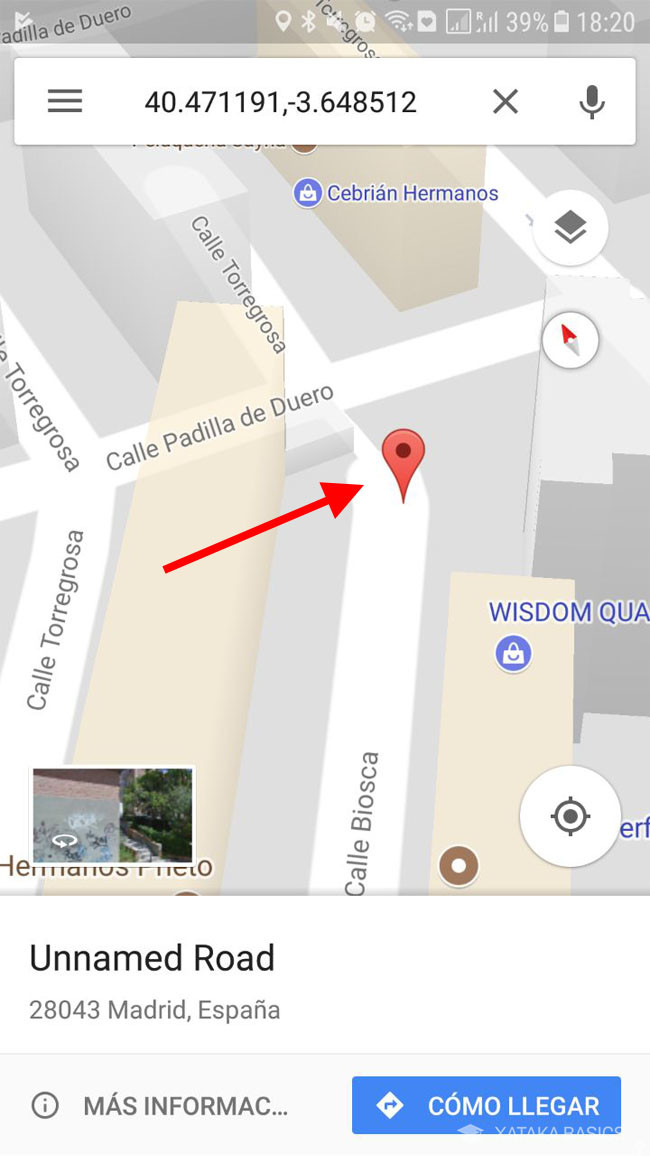 Padilla de Duero
39% 18:20
40.471191,-3.648512
Cebrián Hermanos
Calle Torregrosa
Calle Torregrosa
Calle Padilla de Duero
Calle Torregrosa
WISDOM QUA
Calle Biosca
erf
Hermanos Prieto
Unnamed Road
28043 Madrid, España
MÁS INFORMAC...
CÓMO LLEGAR
XATAKA BASICS